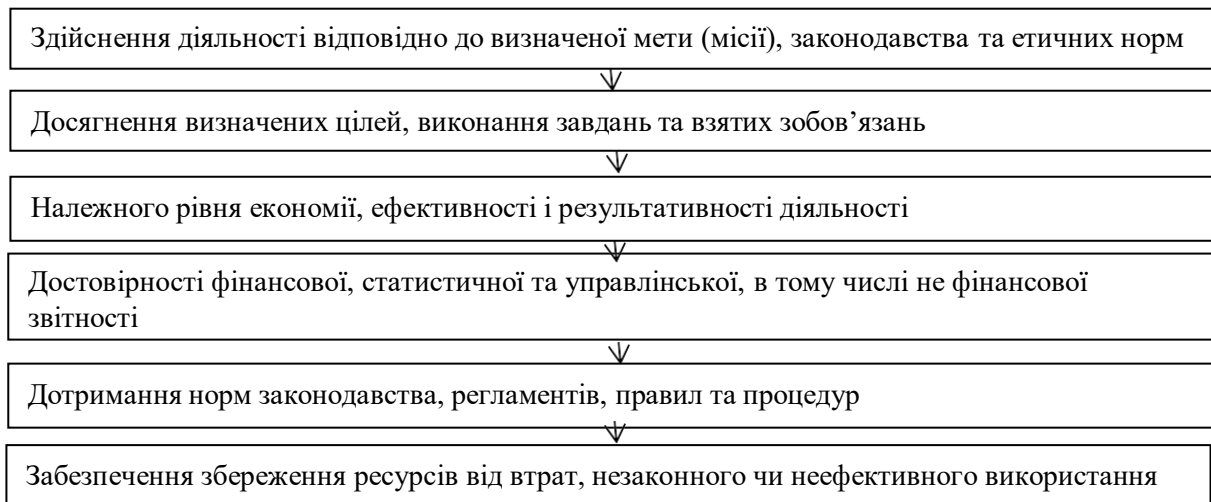 Здійснення діяльності відповідно до визначеної мети (місії), законодавства та етичних норм
Досягнення визначених цілей, виконання завдань та взятих зобов’язань
Належного рівня економії, ефективності і результативності діяльності
Достовірності фінансової, статистичної та управлінської, в тому числі не фінансової
звітності
Дотримання норм законодавства, регламентів, правил та процедур
Забезпечення збереження ресурсів від втрат, незаконного чи неефективного використання